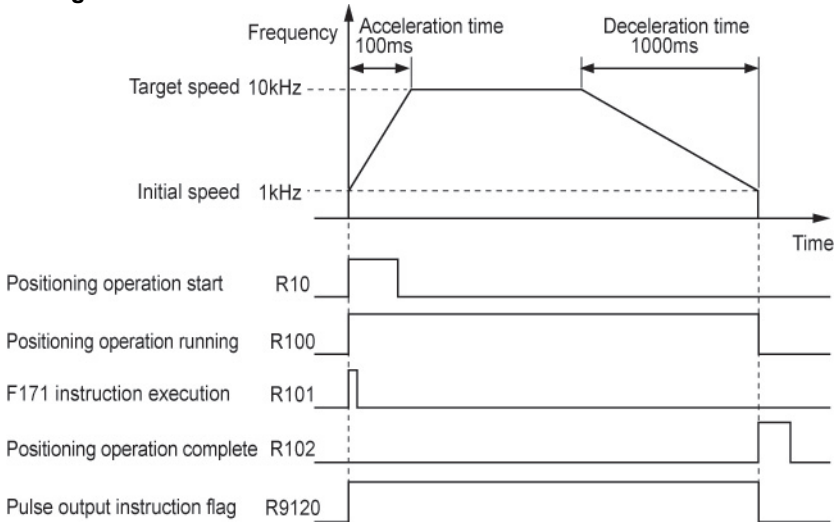 Frequency
Acceleration time
100ms
Deceleration time
1000ms
Target speed 10kHz
Initial speed 1kHz
Time
Positioning operation start R10
Positioning operation running R100
F171 instruction execution R101
Positioning operation complete R102
Pulse output instruction flag R9120